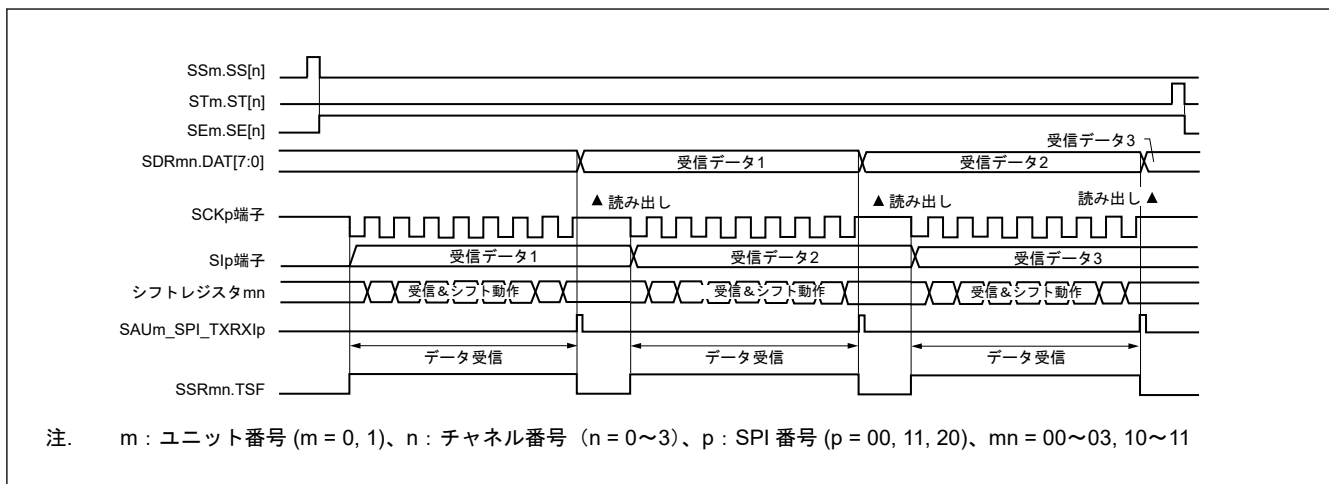 SSm.SS[n]
STm.ST[n]
SEm.SE[n]
受信データ3
SDRmn.DAT[7:0]
受信データ1
受信データ2
▲ 読み出し
▲ 読み出し
読み出し ▲
SCKp端子
SIp端子
受信データ1
受信データ2
受信データ3
シフトレジスタmn
受信&シフト動作
受信&シフト動作
受信&シフト動作
SAUm_SPI_TXRXIp
データ受信
データ受信
データ受信
SSRmn.TSF
注. m:ユニット番号 (m = 0, 1)、n:チャネル番号(n = 0~3)、p:SPI 番号 (p = 00, 11, 20)、mn = 00~03, 10~11